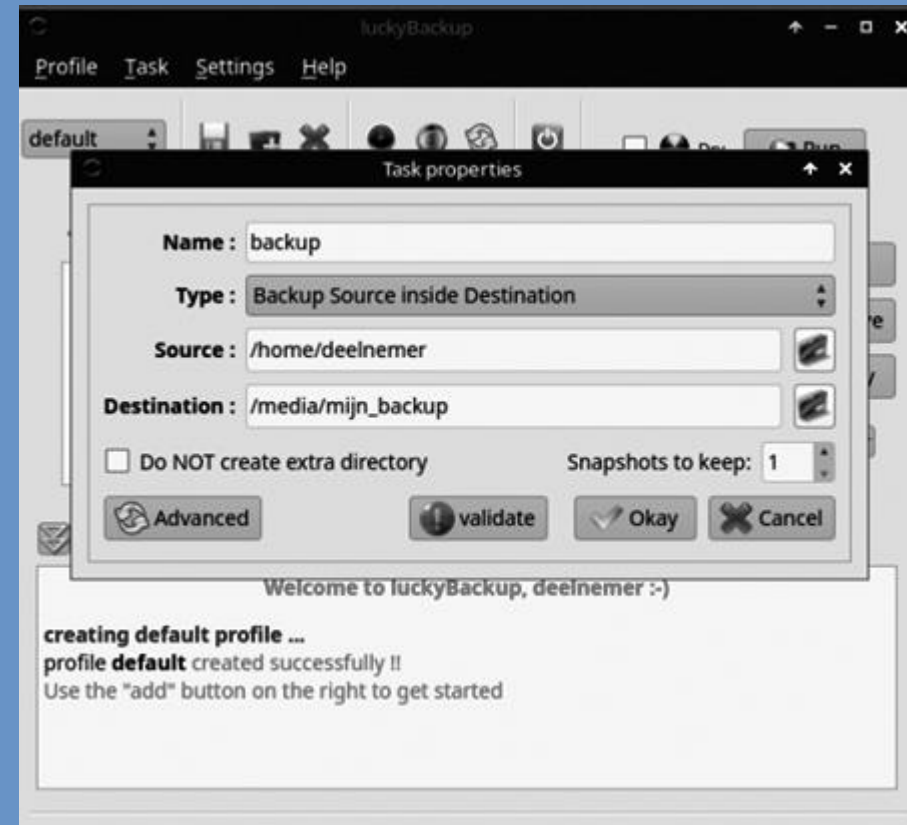 luckyBackup
Profile Task Settings Help
default
Run
Task properties
Name : backup
Type : Backup Source inside Destination
Source : /home/deelnemer
Destination : /media/mijn_backup
Do NOT create extra directory Snapshots to keep: 1
Advanced validate Okay Cancel
Welcome to luckyBackup, deelnemer :-)
creating default profile ...
profile default created successfully !!
Use the "add" button on the right to get started